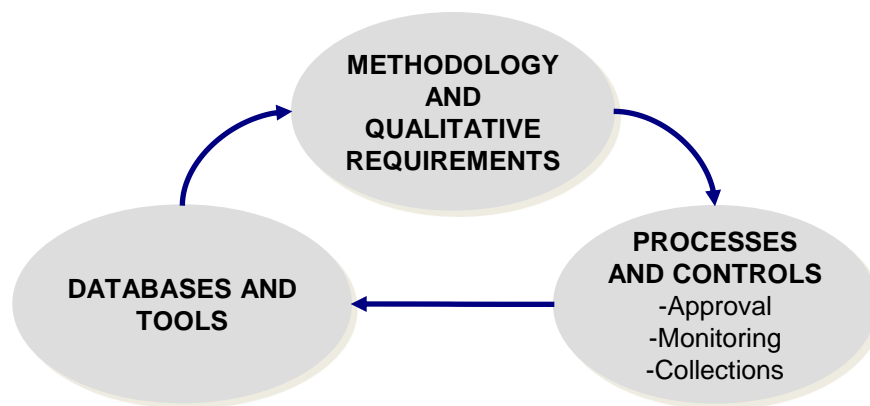 METHODOLOGY
AND
QUALITATIVE
REQUIREMENTS
PROCESSES
AND CONTROLS
-Approval
-Monitoring
-Collections
DATABASES AND
TOOLS